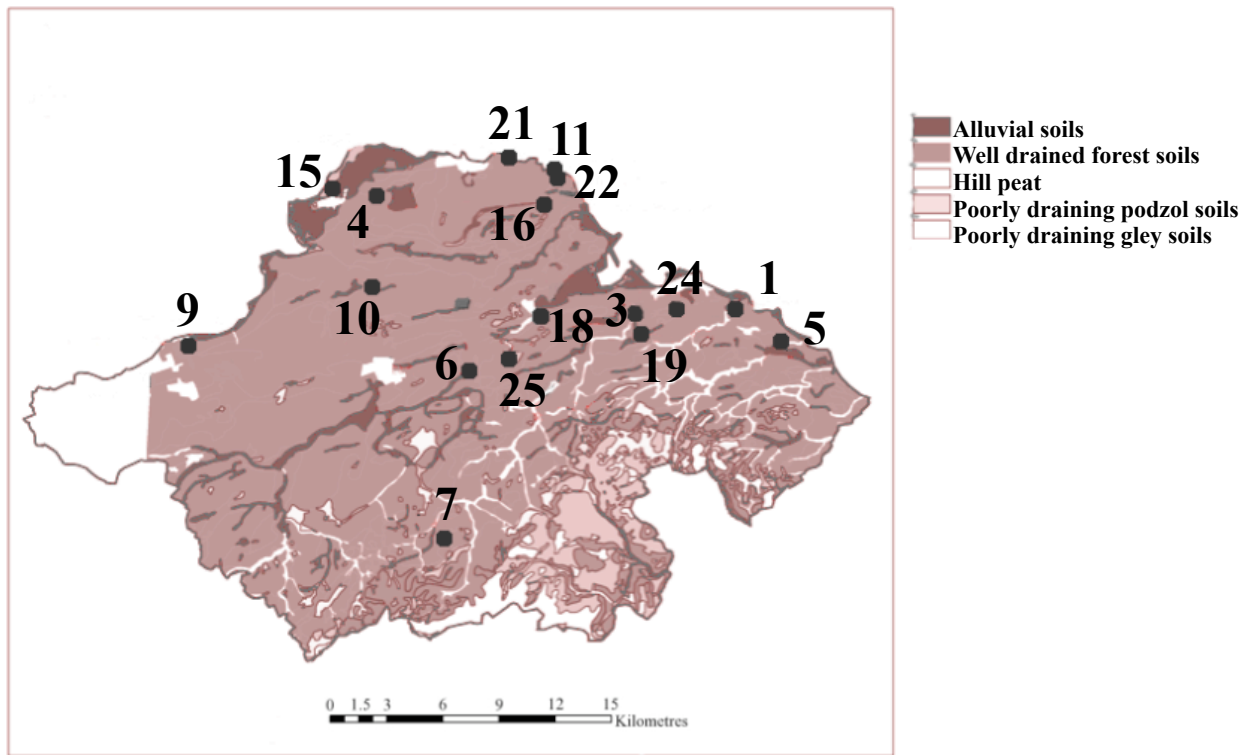 21
11
15
22
4
16
9
10
24
1
3
18
5
6
19
25
7
0 1.5 3 6 9 12 15
Kilometres
Alluvial soils
Well drained forest soils
Hill peat
Poorly draining podzol soils
Poorly draining gley soils